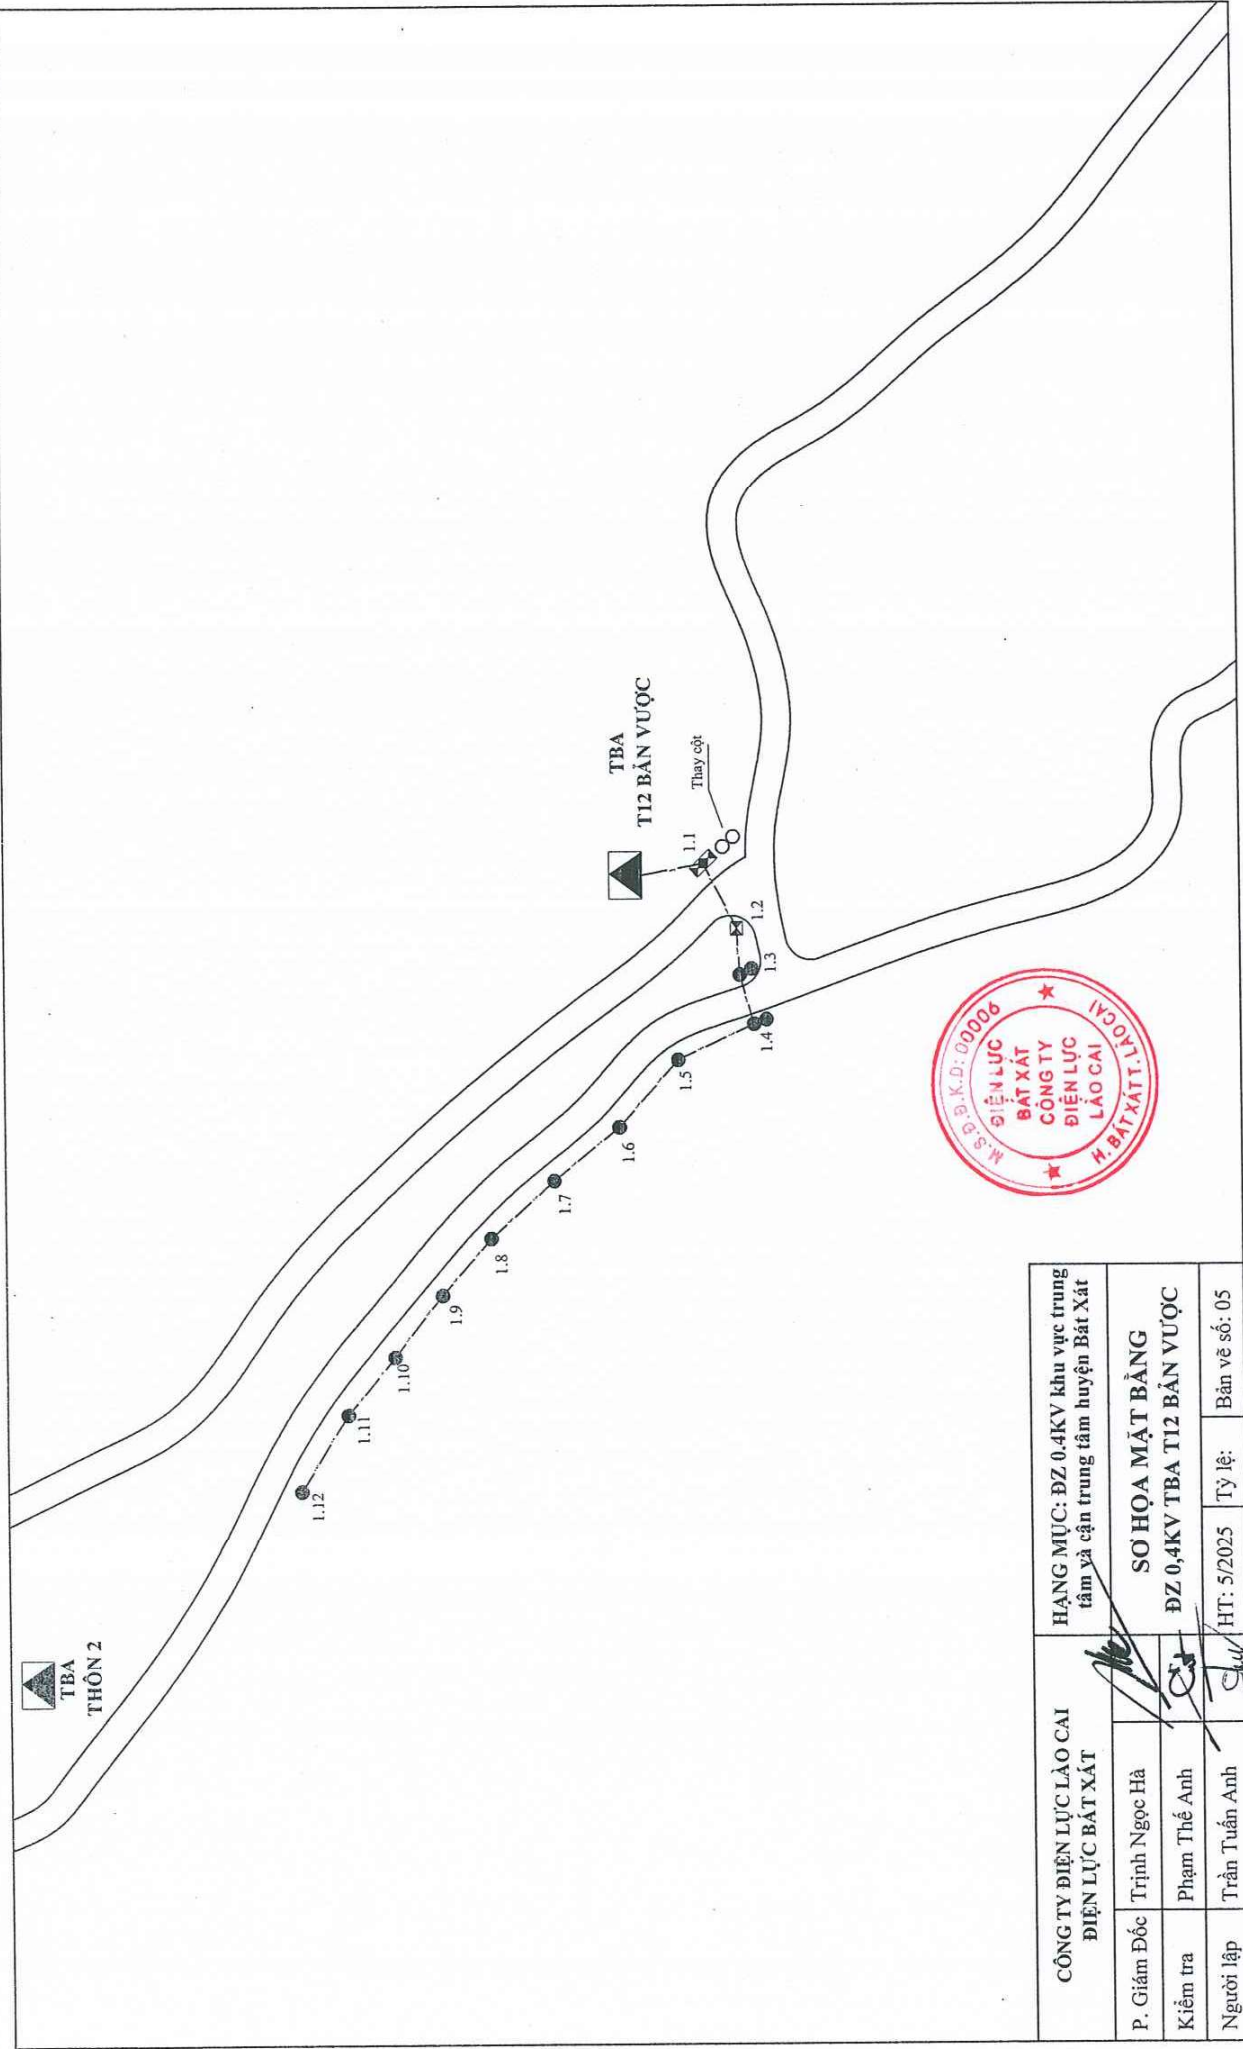 TBA
THÔN 2
TBA
T12 BẢN VƯỢC
Thay cột
1.1
1.2
1.3
1.4
1.5
1.6
1.7
1.8
1.9
1.10
1.11
1.12
M.S.D.Đ.K.D: 00006
ĐIỆN LỰC
BÁT XÁT
CÔNG TY
ĐIỆN LỰC
LÀO CAI
H. BÁT XÁT T. LÀO CAI
CÔNG TY ĐIỆN LỰC LÀO CAI
ĐIỆN LỰC BÁT XÁT
HẠNG MỤC: ĐZ 0.4KV khu vực trung
tâm và cận trung tâm huyện Bát Xát
P. Giám Đốc Trịnh Ngọc Hà
Kiểm tra Phạm Thế Anh
Người lập Trần Tuấn Anh
SƠ HỌA MẶT BẰNG
ĐZ 0,4KV TBA T12 BẢN VƯỢC
HT: 5/2025 Tỷ lệ: Bản vẽ số: 05